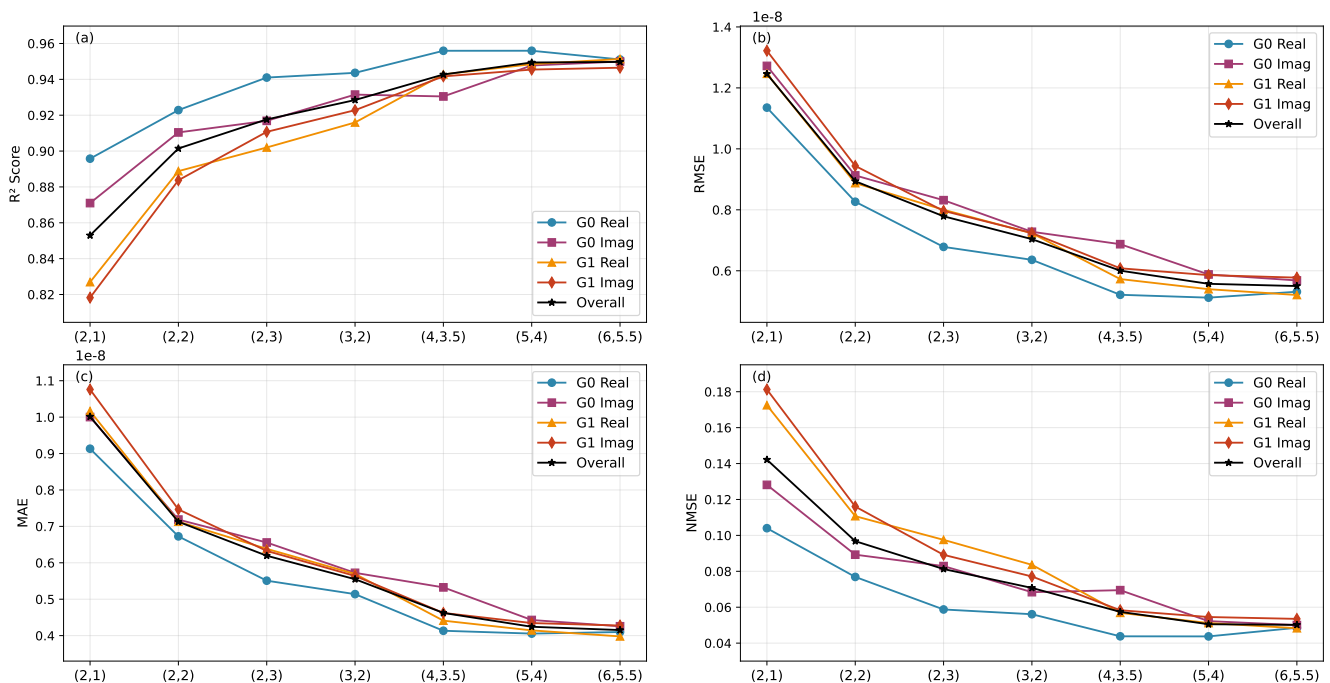 (a)
R² Score
0.96
0.94
0.92
0.90
0.88
0.86
0.84
0.82
G0 Real
G0 Imag
G1 Real
G1 Imag
Overall
(2,1) (2,2) (2,3) (3,2) (4,3.5) (5,4) (6,5.5)
1e-8
(b)
RMSE
1.4
1.2
1.0
0.8
0.6
G0 Real
G0 Imag
G1 Real
G1 Imag
Overall
(2,1) (2,2) (2,3) (3,2) (4,3.5) (5,4) (6,5.5)
1e-8
(c)
MAE
1.1
1.0
0.9
0.8
0.7
0.6
0.5
0.4
G0 Real
G0 Imag
G1 Real
G1 Imag
Overall
(2,1) (2,2) (2,3) (3,2) (4,3.5) (5,4) (6,5.5)
(d)
NMSE
0.18
0.16
0.14
0.12
0.10
0.08
0.06
0.04
G0 Real
G0 Imag
G1 Real
G1 Imag
Overall
(2,1) (2,2) (2,3) (3,2) (4,3.5) (5,4) (6,5.5)